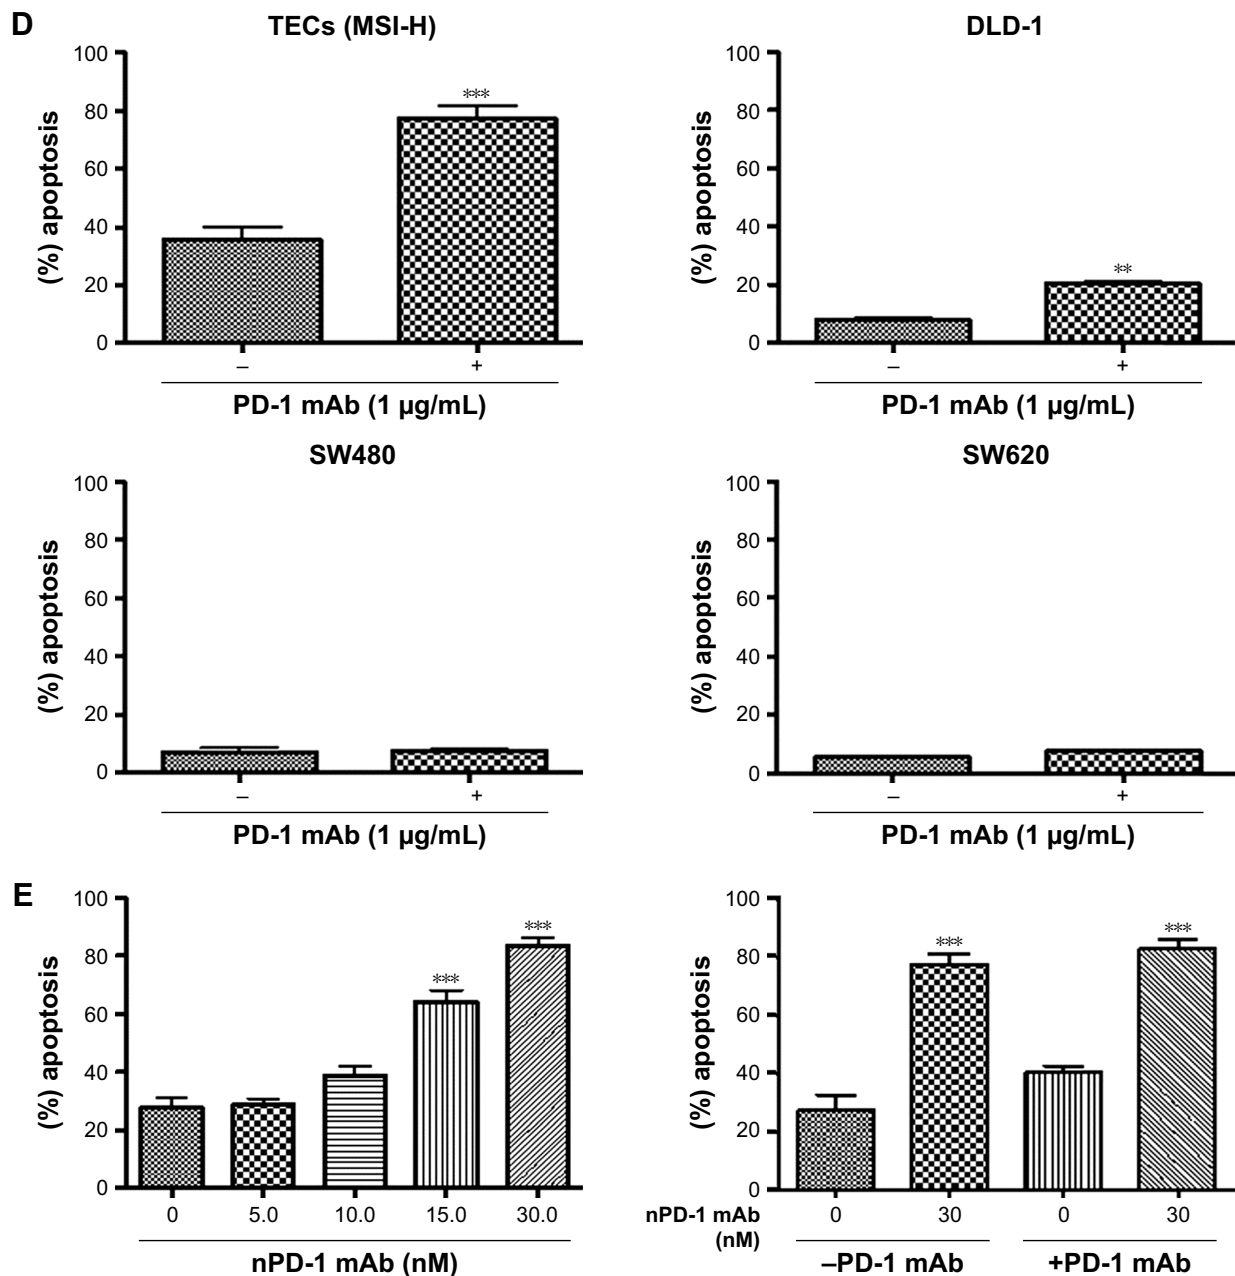 D
TECs (MSI-H)
(%) apoptosis
100
80
60
40
20
0
***
– +
PD-1 mAb (1 µg/mL)
DLD-1
(%) apoptosis
100
80
60
40
20
0
**
– +
PD-1 mAb (1 µg/mL)
SW480
(%) apoptosis
100
80
60
40
20
0
– +
PD-1 mAb (1 µg/mL)
SW620
(%) apoptosis
100
80
60
40
20
0
– +
PD-1 mAb (1 µg/mL)
E
(%) apoptosis
100
80
60
40
20
0
***
***
0 5.0 10.0 15.0 30.0
nPD-1 mAb (nM)
(%) apoptosis
100
80
60
40
20
0
*** ***
nPD-1 mAb 0 30 0 30
(nM)
–PD-1 mAb +PD-1 mAb